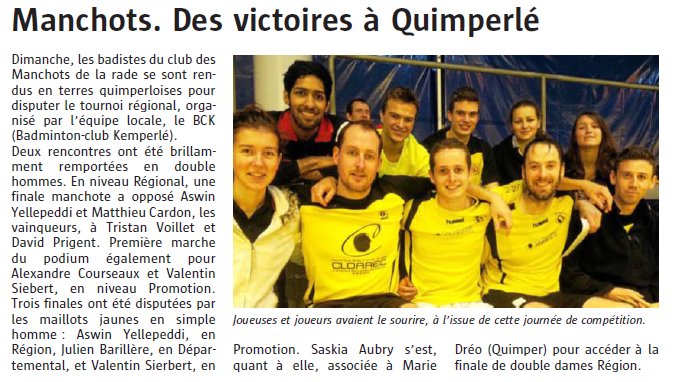 Manchots. Des victoires à Quimperlé
Dimanche, les badistes du club des
Manchots de la rade se sont ren-
dus en terres quimperloises pour
disputer le tournoi régional, orga-
nisé par l'équipe locale, le BCK
(Badminton-club Kemperlé).
Deux rencontres ont été brillam-
ment remportées en double
hommes. En niveau Régional, une
finale manchote a opposé Aswin
Yellepeddi et Matthieu Cardon, les
vainqueurs, à Tristan Voillet et
David Prigent. Première marche
du podium également pour
Alexandre Courseaux et Valentin
Siebert, en niveau Promotion.
Trois finales ont été disputées par
les maillots jaunes en simple
homme : Aswin Yellepeddi, en
Région, Julien Barillère, en Dépar-
temental, et Valentin Sierbert, en
CLOAREC
hummel
Joueuses et joueurs avaient le sourire, à l'issue de cette journée de compétition.
Promotion. Saskia Aubry s'est,
quant à elle, associée à Marie
Dréo (Quimper) pour accéder à la
finale de double dames Région.